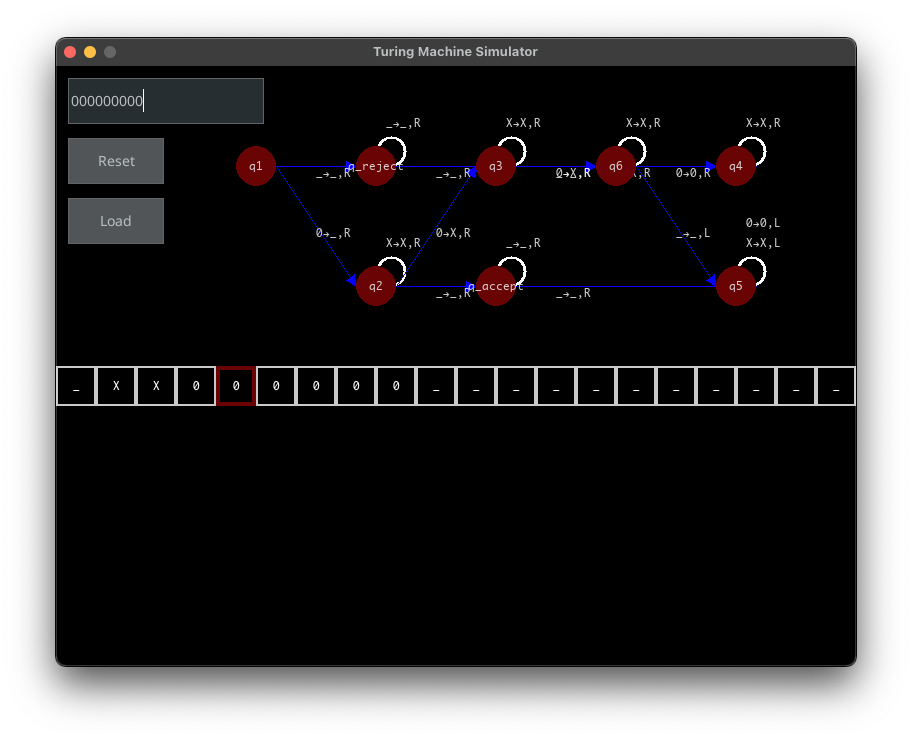 Turing Machine Simulator
000000000
Reset
Load
_→_,R
X→X,R
X→X,R
X→X,R
q1
q_reject
q3
q6
q4
_→_,R
_→_,R
0→0,R
0→_,R
0→X,R
_→_,L
0→0,L
X→X,R
_→_,R
X→X,L
q2
q_accept
q5
_→_,R
_→_,R
_ X X 0 0 0 0 0 0 _ _ _ _ _ _ _ _ _ _ _